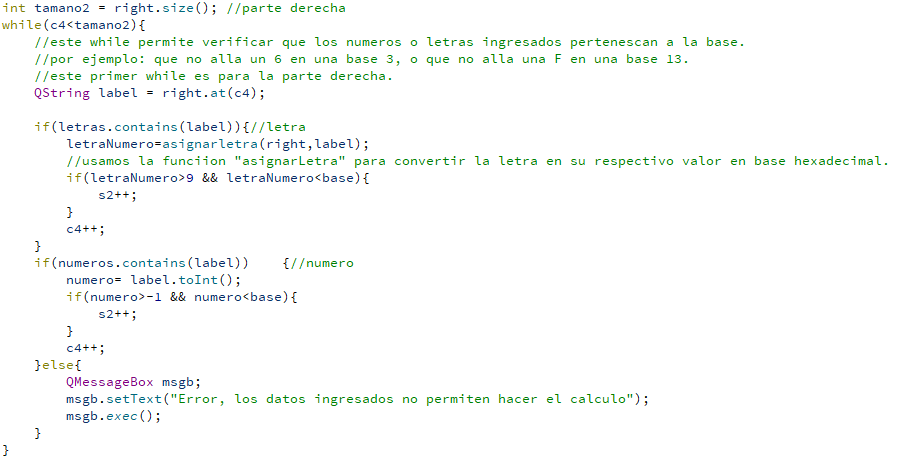 int tamano2 = right.size(); //parte derecha
while(c4<tamano2){
    //este while permite verificar que los numeros o letras ingresados pertenescan a la base.
    //por ejemplo: que no alla un 6 en una base 3, o que no alla una F en una base 13.
    //este primer while es para la parte derecha.
    QString label = right.at(c4);

    if(letras.contains(label)){//letra
        letraNumero=asignarletra(right,label);
        //usamos la funciion "asignarLetra" para convertir la letra en su respectivo valor en base hexadecimal.
        if(letraNumero>9 && letraNumero<base){
            s2++;
        }
        c4++;
    }
    if(numeros.contains(label))    {//numero
        numero= label.toInt();
        if(numero>-1 && numero<base){
            s2++;
        }
        c4++;
    }else{
        QMessageBox msgb;
        msgb.setText("Error, los datos ingresados no permiten hacer el calculo");
        msgb.exec();
    }
}